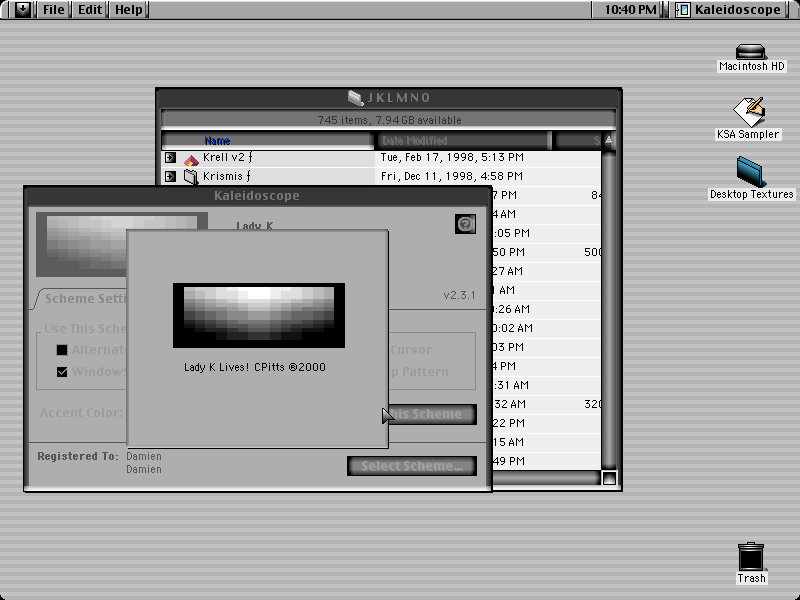 File Edit Help 10:40 PM Kaleidoscope
Macintosh HD
KSA Sampler
Desktop Textures
Trash
JKLMNO
745 items, 7.94 GB available
Name Date Modified S
Krell v2 ƒ Tue, Feb 17, 1998, 5:13 PM
Krismis ƒ Fri, Dec 11, 1998, 4:58 PM
7 PM 84
4 AM
:05 PM
50 PM 500
27 AM
1 AM
:26 AM
0:02 AM
03 PM
4 PM
:31 AM
32 AM 320
22 PM
15 AM
49 PM
Kaleidoscope
Lady K
v2.3.1
Scheme Setti
Use This Sche
Alternat Cursor
Window p Pattern
Accent Color: his Scheme
Lady K Lives! CPitts ©2000
Registered To: Damien
Damien
Select Scheme...